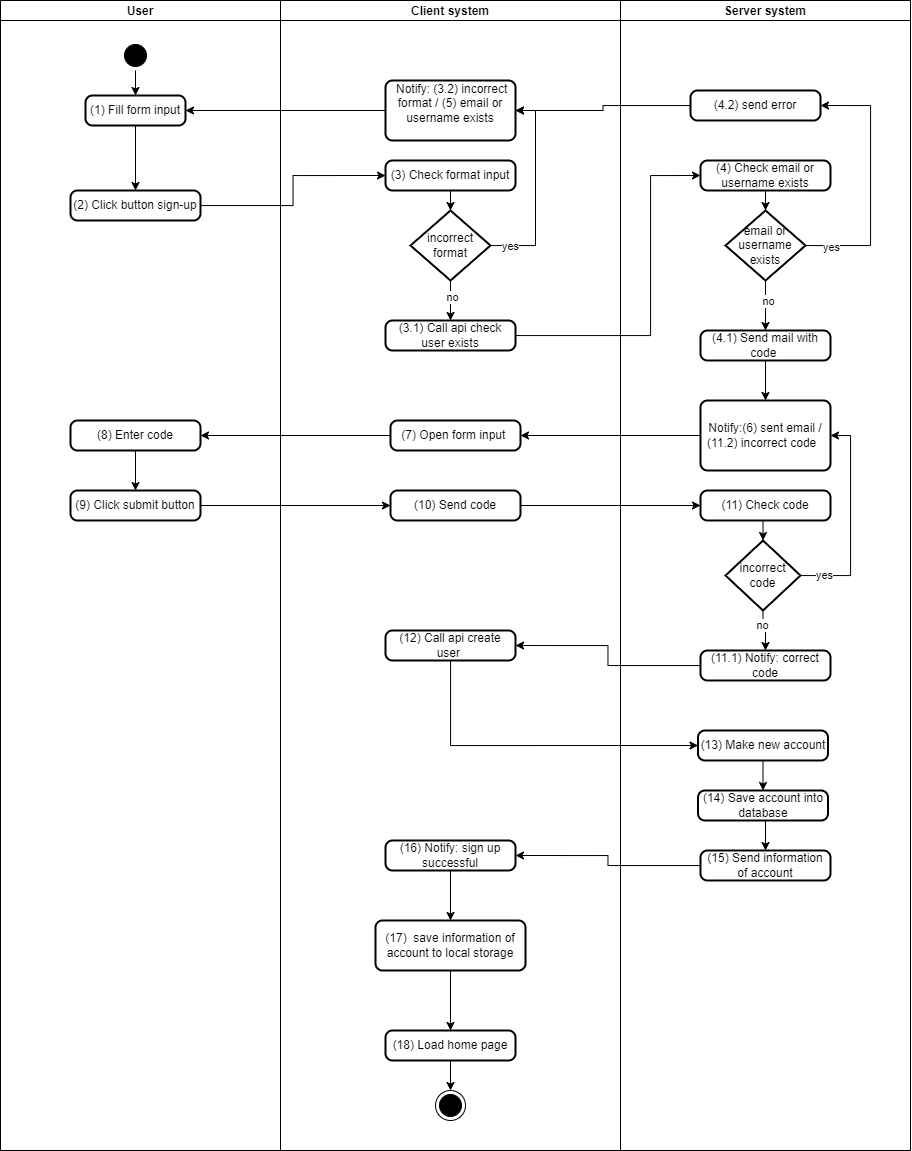 User
Client system
Server system
Notify: (3.2) incorrect
format / (5) email or
username exists
(1) Fill form input
(4.2) send error
(3) Check format input
(4) Check email or
username exists
(2) Click button sign-up
incorrect
format
yes
email or
username
exists
yes
no
no
(3.1) Call api check
user exists
(4.1) Send mail with
code
(8) Enter code
(7) Open form input
Notify:(6) sent email /
(11.2) incorrect code
(9) Click submit button
(10) Send code
(11) Check code
incorrect
code
yes
no
(12) Call api create
user
(11.1) Notify: correct
code
(13) Make new account
(14) Save account into
database
(16) Notify: sign up
successful
(15) Send information
of account
(17)  save information of
account to local storage
(18) Load home page